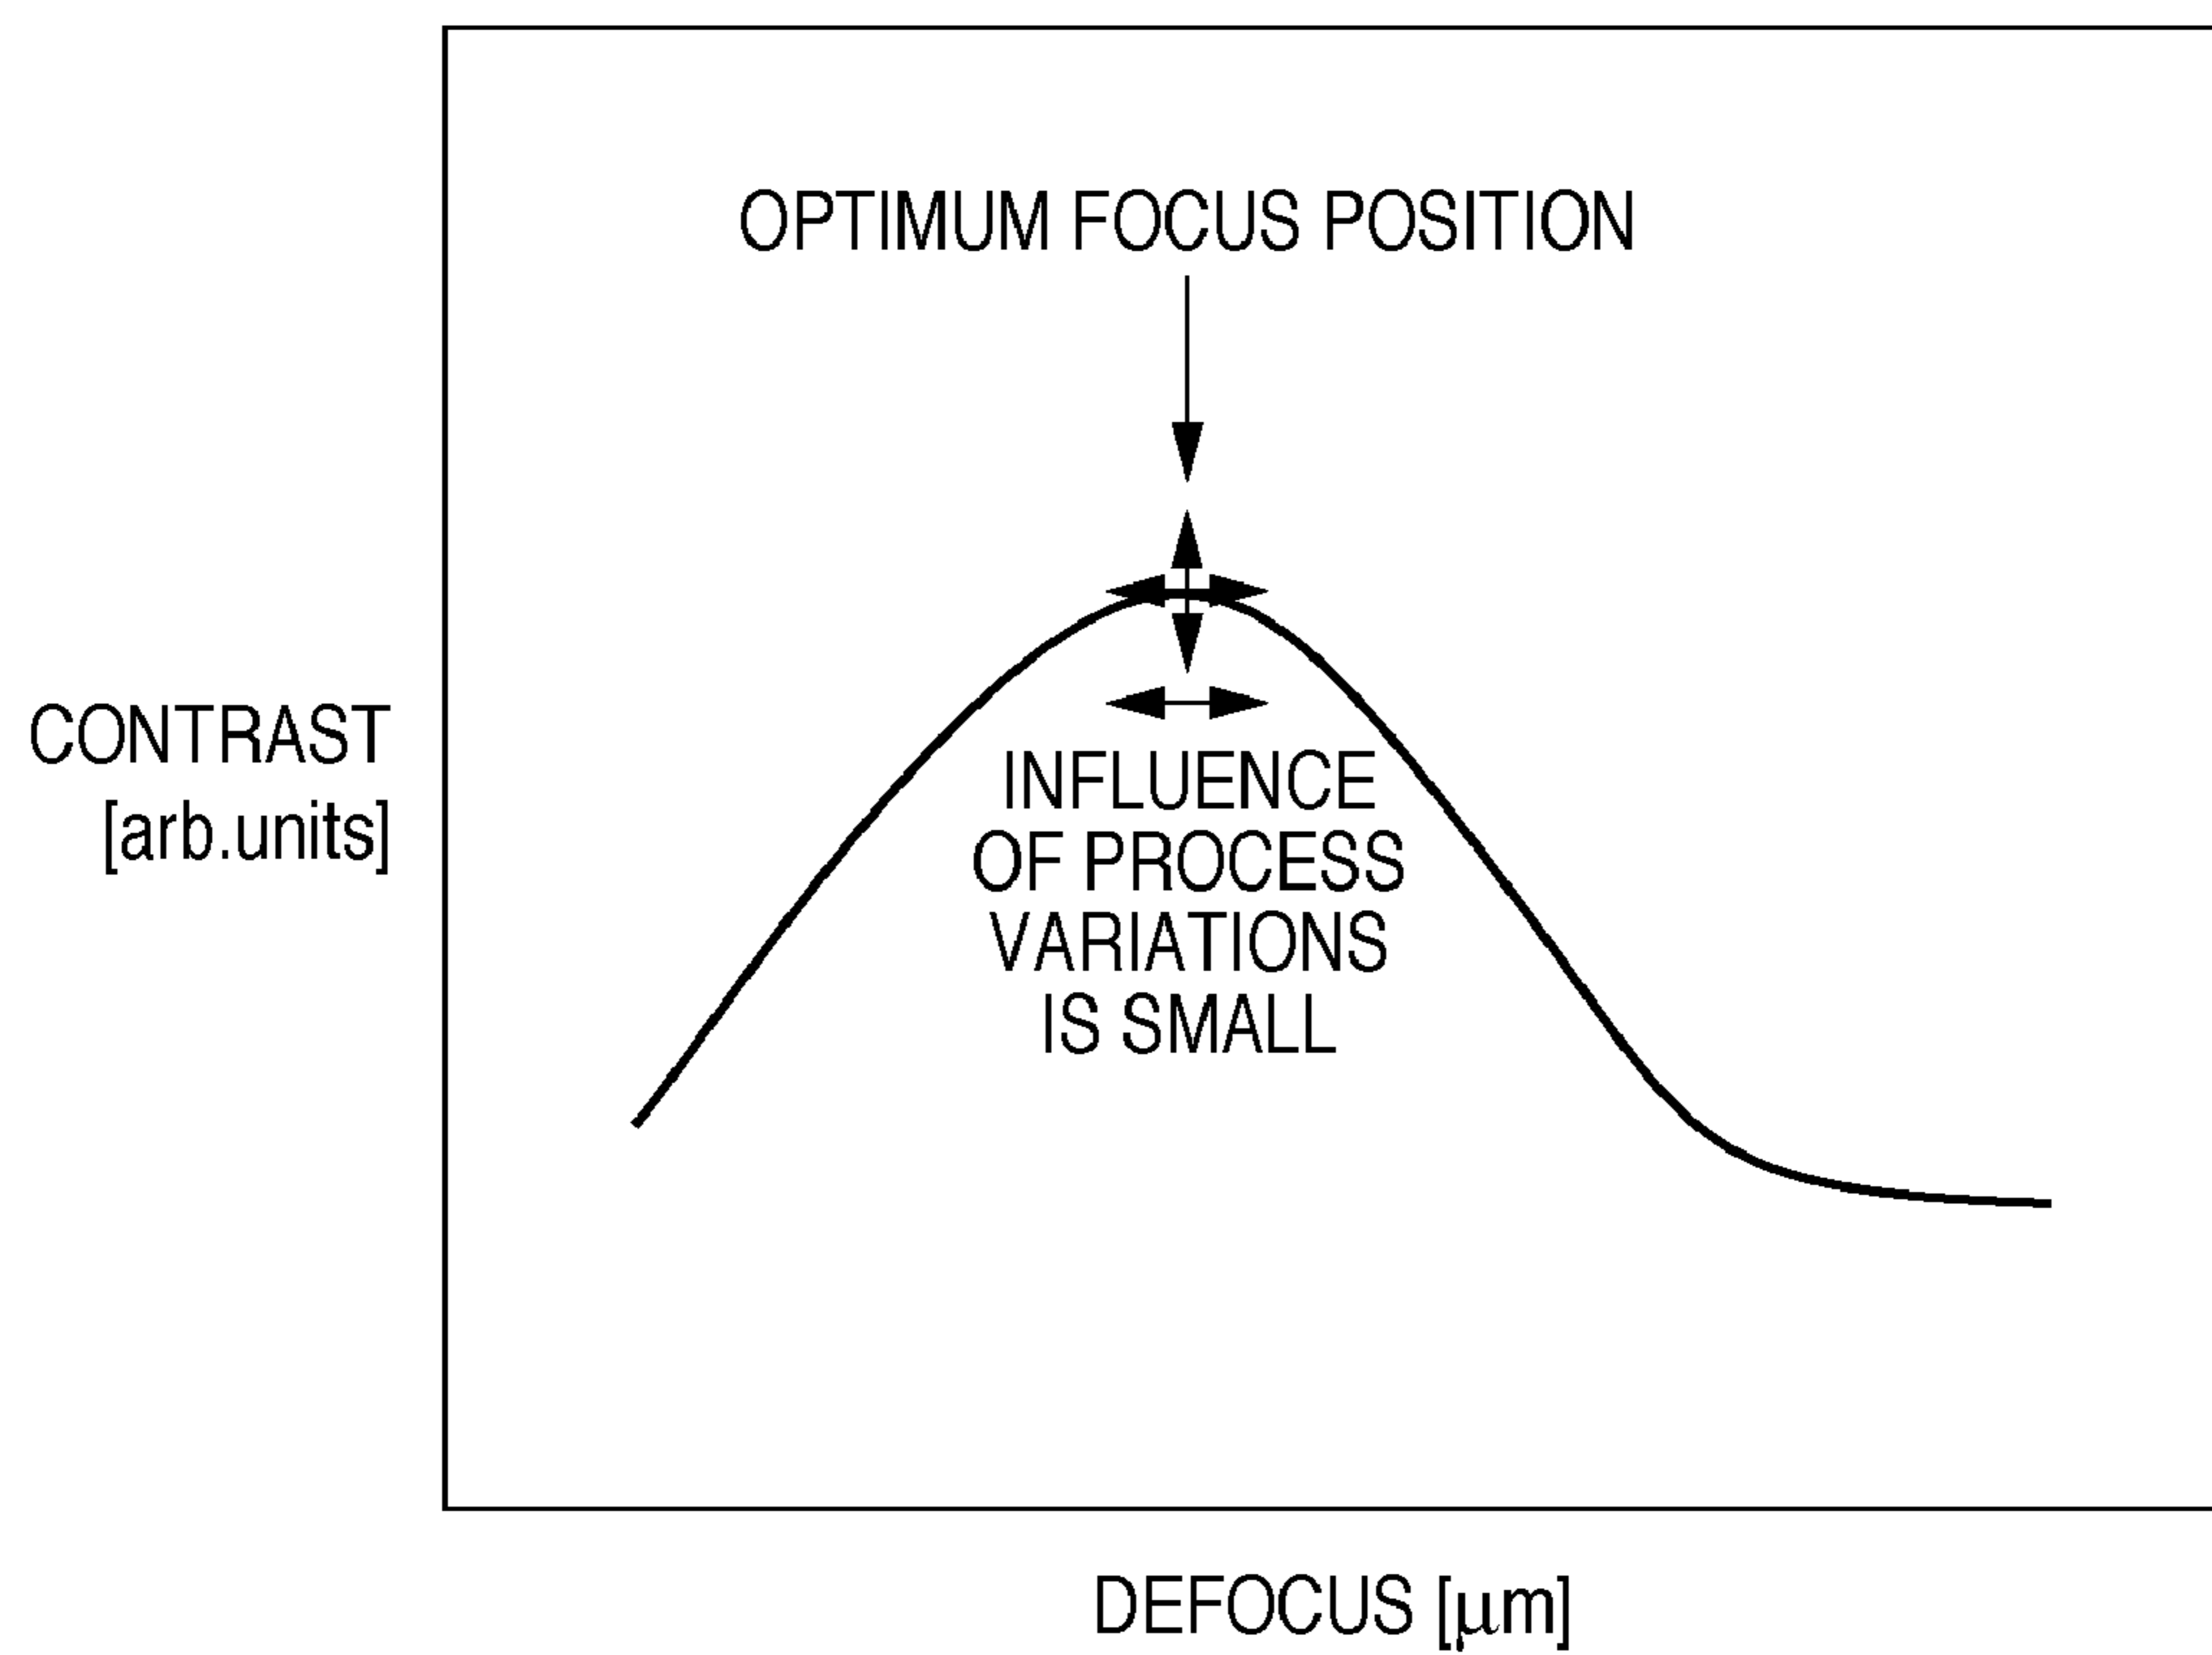 OPTIMUM FOCUS POSITION
CONTRAST
[arb.units]
INFLUENCE
OF PROCESS
VARIATIONS
IS SMALL
DEFOCUS [μm]